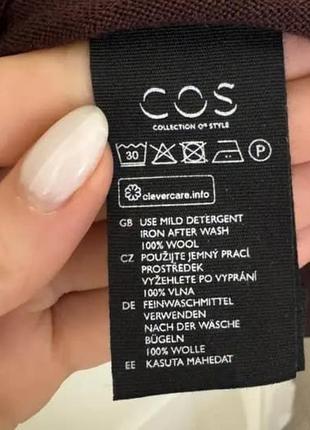 COS
COLLECTION OF STYLE
30 P
clevercare.info
GB USE MILD DETERGENT
IRON AFTER WASH
100% WOOL
CZ POUŽIJTE JEMNÝ PRACÍ
PROSTŘEDEK
VYŽEHLETE PO VYPRÁNÍ
100% VLNA
DE FEINWASCHMITTEL
VERWENDEN
NACH DER WÄSCHE
BÜGELN
100% WOLLE
EE KASUTA MAHEDAT